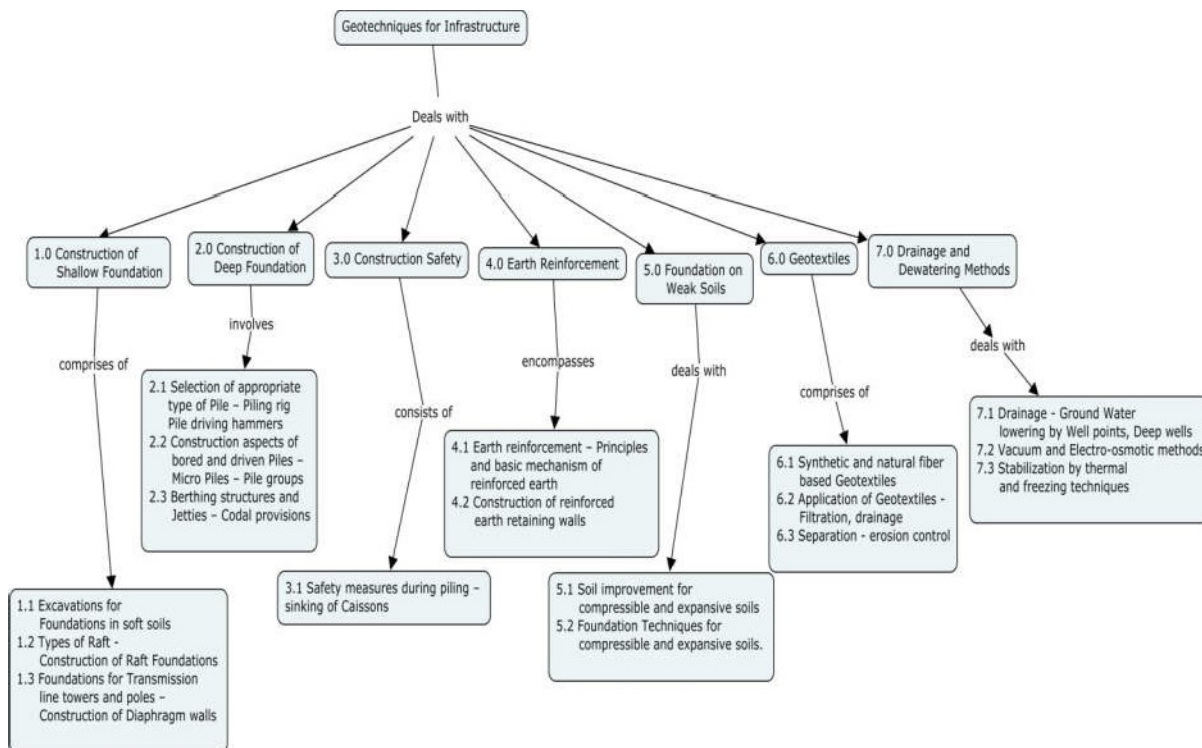 Geotechniques for Infrastructure
Deals with
1.0 Construction of
Shallow Foundation
2.0 Construction of
Deep Foundation
3.0 Construction Safety
4.0 Earth Reinforcement
5.0 Foundation on
Weak Soils
6.0 Geotextiles
7.0 Drainage and
Dewatering Methods
comprises of
involves
consists of
encompasses
deals with
comprises of
deals with
1.1 Excavations for
Foundations in soft soils
1.2 Types of Raft -
Construction of Raft Foundations
1.3 Foundations for Transmission
line towers and poles –
Construction of Diaphragm walls
2.1 Selection of appropriate
type of Pile – Piling rig
Pile driving hammers
2.2 Construction aspects of
bored and driven Piles –
Micro Piles – Pile groups
2.3 Berthing structures and
Jetties – Codal provisions
3.1 Safety measures during piling –
sinking of Caissons
4.1 Earth reinforcement – Principles
and basic mechanism of
reinforced earth
4.2 Construction of reinforced
earth retaining walls
5.1 Soil improvement for
compressible and expansive soils
5.2 Foundation Techniques for
compressible and expansive soils.
6.1 Synthetic and natural fiber
based Geotextiles
6.2 Application of Geotextiles -
Filtration, drainage
6.3 Separation - erosion control
7.1 Drainage - Ground Water
lowering by Well points, Deep wells
7.2 Vacuum and Electro-osmotic methods
7.3 Stabilization by thermal
and freezing techniques